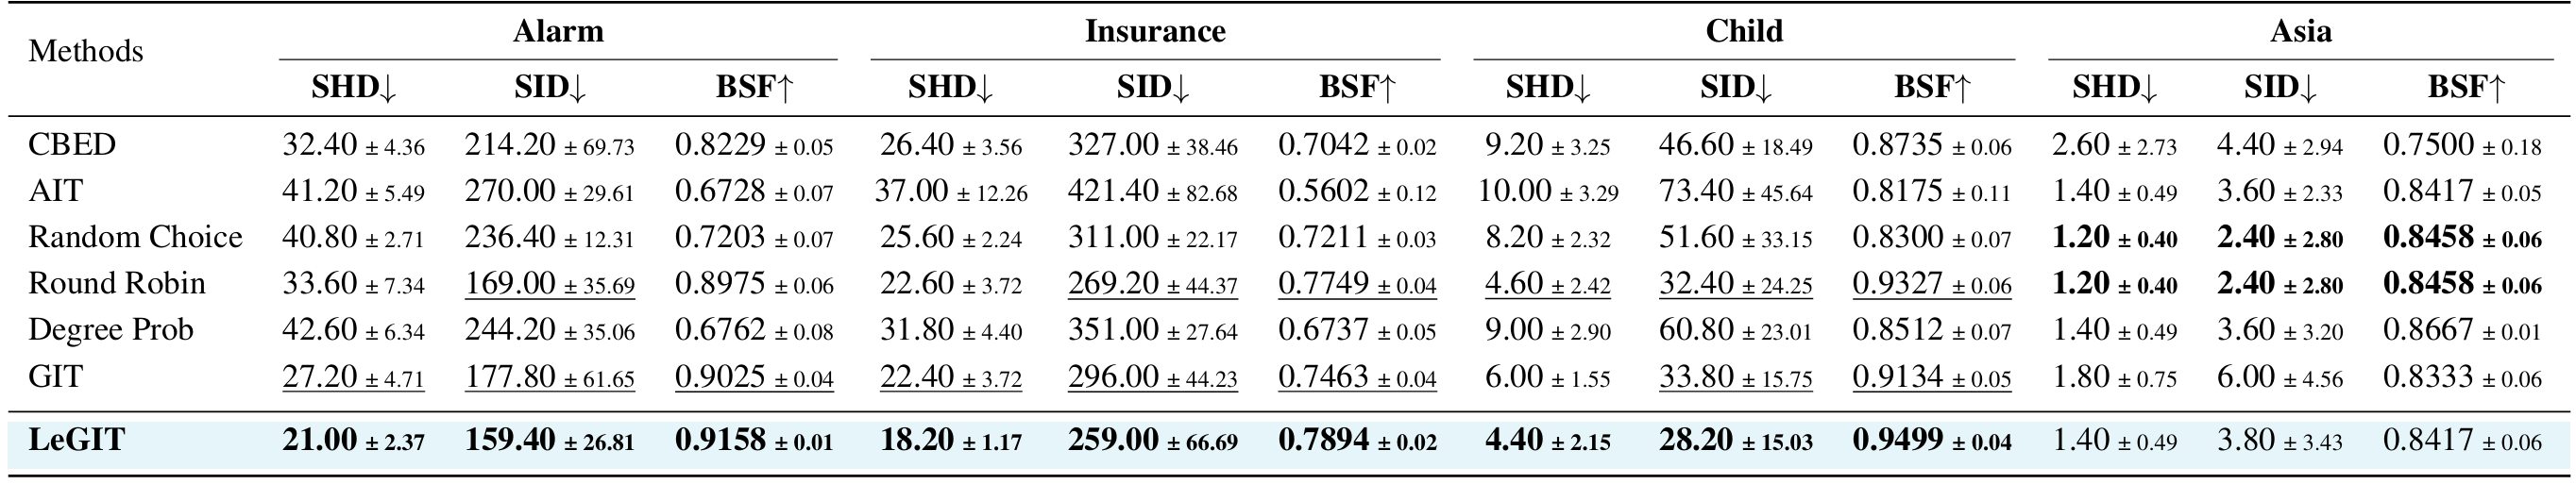 Methods Alarm Insurance Child Asia
SHD↓ SID↓ BSF↑ SHD↓ SID↓ BSF↑ SHD↓ SID↓ BSF↑ SHD↓ SID↓ BSF↑
CBED 32.40 ± 4.36 214.20 ± 69.73 0.8229 ± 0.05 26.40 ± 3.56 327.00 ± 38.46 0.7042 ± 0.02 9.20 ± 3.25 46.60 ± 18.49 0.8735 ± 0.06 2.60 ± 2.73 4.40 ± 2.94 0.7500 ± 0.18
AIT 41.20 ± 5.49 270.00 ± 29.61 0.6728 ± 0.07 37.00 ± 12.26 421.40 ± 82.68 0.5602 ± 0.12 10.00 ± 3.29 73.40 ± 45.64 0.8175 ± 0.11 1.40 ± 0.49 3.60 ± 2.33 0.8417 ± 0.05
Random Choice 40.80 ± 2.71 236.40 ± 12.31 0.7203 ± 0.07 25.60 ± 2.24 311.00 ± 22.17 0.7211 ± 0.03 8.20 ± 2.32 51.60 ± 33.15 0.8300 ± 0.07 1.20 ± 0.40 2.40 ± 2.80 0.8458 ± 0.06
Round Robin 33.60 ± 7.34 169.00 ± 35.69 0.8975 ± 0.06 22.60 ± 3.72 269.20 ± 44.37 0.7749 ± 0.04 4.60 ± 2.42 32.40 ± 24.25 0.9327 ± 0.06 1.20 ± 0.40 2.40 ± 2.80 0.8458 ± 0.06
Degree Prob 42.60 ± 6.34 244.20 ± 35.06 0.6762 ± 0.08 31.80 ± 4.40 351.00 ± 27.64 0.6737 ± 0.05 9.00 ± 2.90 60.80 ± 23.01 0.8512 ± 0.07 1.40 ± 0.49 3.60 ± 3.20 0.8667 ± 0.01
GIT 27.20 ± 4.71 177.80 ± 61.65 0.9025 ± 0.04 22.40 ± 3.72 296.00 ± 44.23 0.7463 ± 0.04 6.00 ± 1.55 33.80 ± 15.75 0.9134 ± 0.05 1.80 ± 0.75 6.00 ± 4.56 0.8333 ± 0.06
LeGIT 21.00 ± 2.37 159.40 ± 26.81 0.9158 ± 0.01 18.20 ± 1.17 259.00 ± 66.69 0.7894 ± 0.02 4.40 ± 2.15 28.20 ± 15.03 0.9499 ± 0.04 1.40 ± 0.49 3.80 ± 3.43 0.8417 ± 0.06